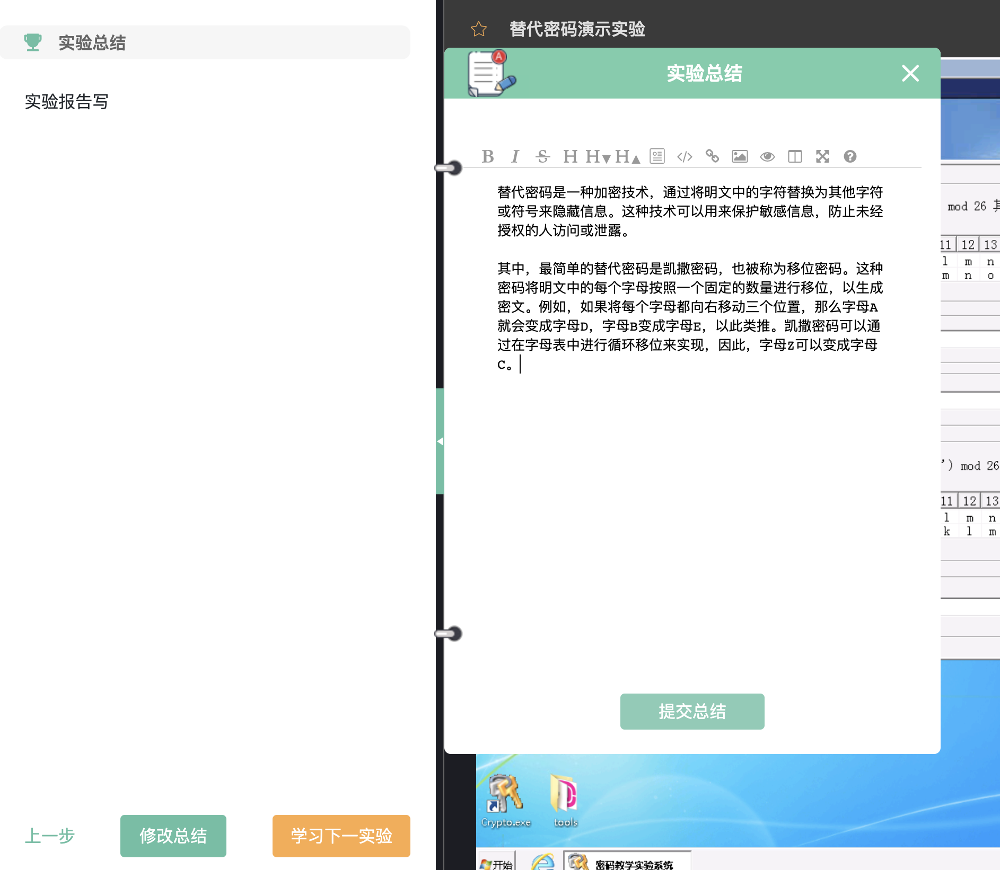 实验总结
实验报告写
上一步
修改总结
学习下一实验
替代密码演示实验
A
实验总结
B I S H H▼ H▲
替代密码是一种加密技术，通过将明文中的字符替换为其他字符
或符号来隐藏信息。这种技术可以用来保护敏感信息，防止未经
授权的人访问或泄露。
其中，最简单的替代密码是凯撒密码，也被称为移位密码。这种
密码将明文中的每个字母按照一个固定的数量进行移位，以生成
密文。例如，如果将每个字母都向右移动三个位置，那么字母A
就会变成字母D，字母B变成字母E，以此类推。凯撒密码可以通
过在字母表中进行循环移位来实现，因此，字母Z可以变成字母
C。
提交总结
mod 26 其
11 12 13
l m n
m n o
') mod 26
11 12 13
l m n
k l m
Crypto.exe
tools
开始
密码教学实验系统